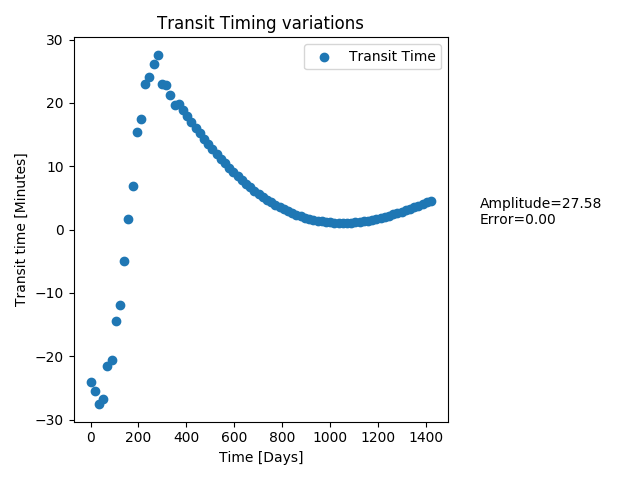 Transit Timing variations
Transit Time
Transit time [Minutes]
30
20
10
0
−10
−20
−30
0 200 400 600 800 1000 1200 1400
Time [Days]
Amplitude=27.58
Error=0.00